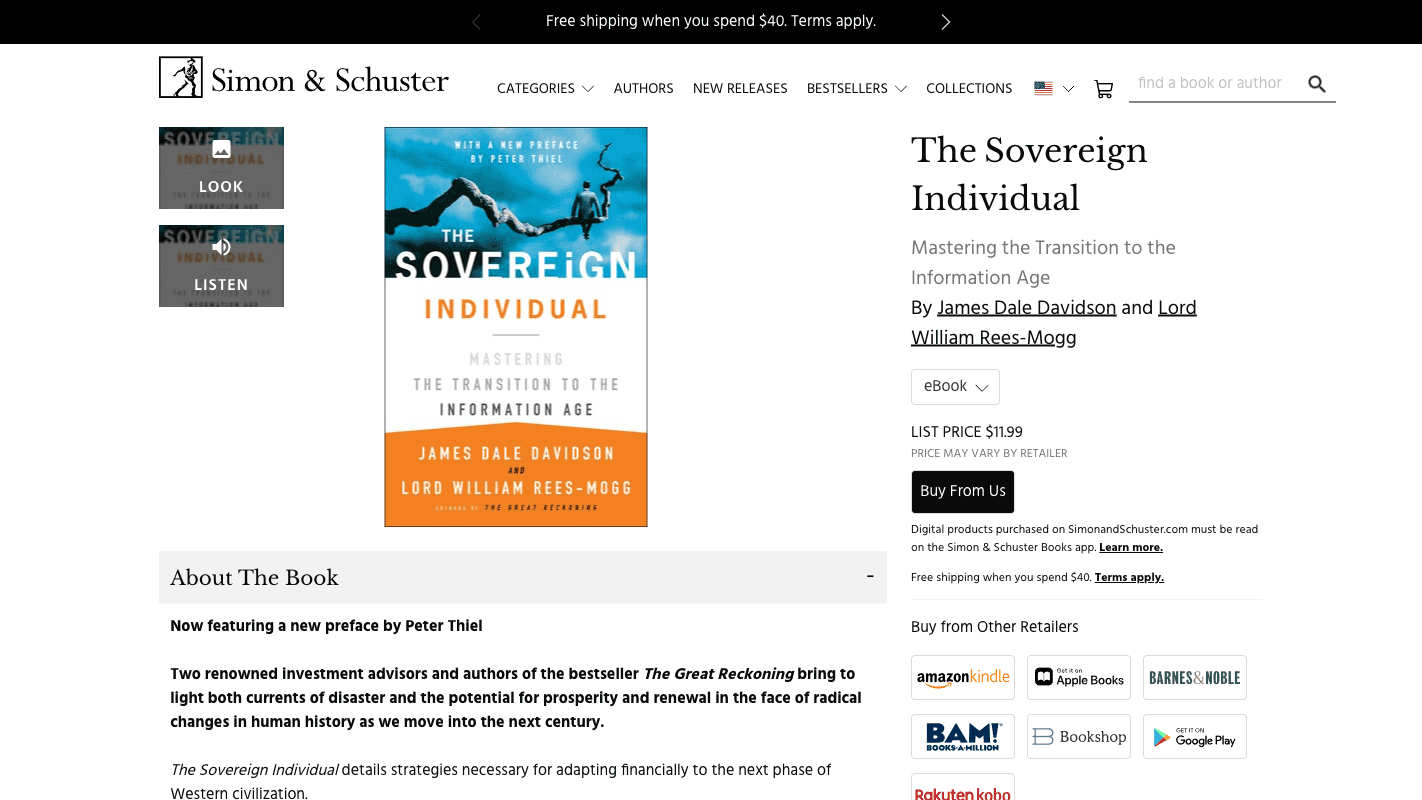 Free shipping when you spend $40. Terms apply.
Simon & Schuster
CATEGORIES
AUTHORS
NEW RELEASES
BESTSELLERS
COLLECTIONS
find a book or author
SOVEREIGN
INDIVIDUAL
LOOK
SOVEREIGN
INDIVIDUAL
LISTEN
WITH A NEW PREFACE
BY PETER THIEL
THE
SOVEREiGN
INDIVIDUAL
MASTERING
THE TRANSITION TO THE
INFORMATION AGE
JAMES DALE DAVIDSON
AND
LORD WILLIAM REES-MOGG
AUTHORS OF THE GREAT RECKONING
The Sovereign
Individual
Mastering the Transition to the
Information Age
By James Dale Davidson and Lord
William Rees-Mogg
eBook
LIST PRICE $11.99
PRICE MAY VARY BY RETAILER
Buy From Us
Digital products purchased on SimonandSchuster.com must be read
on the Simon & Schuster Books app. Learn more.
Free shipping when you spend $40. Terms apply.
Buy from Other Retailers
amazonkindle
Get it on
Apple Books
BARNES&NOBLE
BAM!
BOOKS-A-MILLION
Bookshop
GET IT ON
Google Play
Rakuten kobo
About The Book
-
Now featuring a new preface by Peter Thiel
Two renowned investment advisors and authors of the bestseller The Great Reckoning bring to
light both currents of disaster and the potential for prosperity and renewal in the face of radical
changes in human history as we move into the next century.
The Sovereign Individual details strategies necessary for adapting financially to the next phase of
Western civilization.